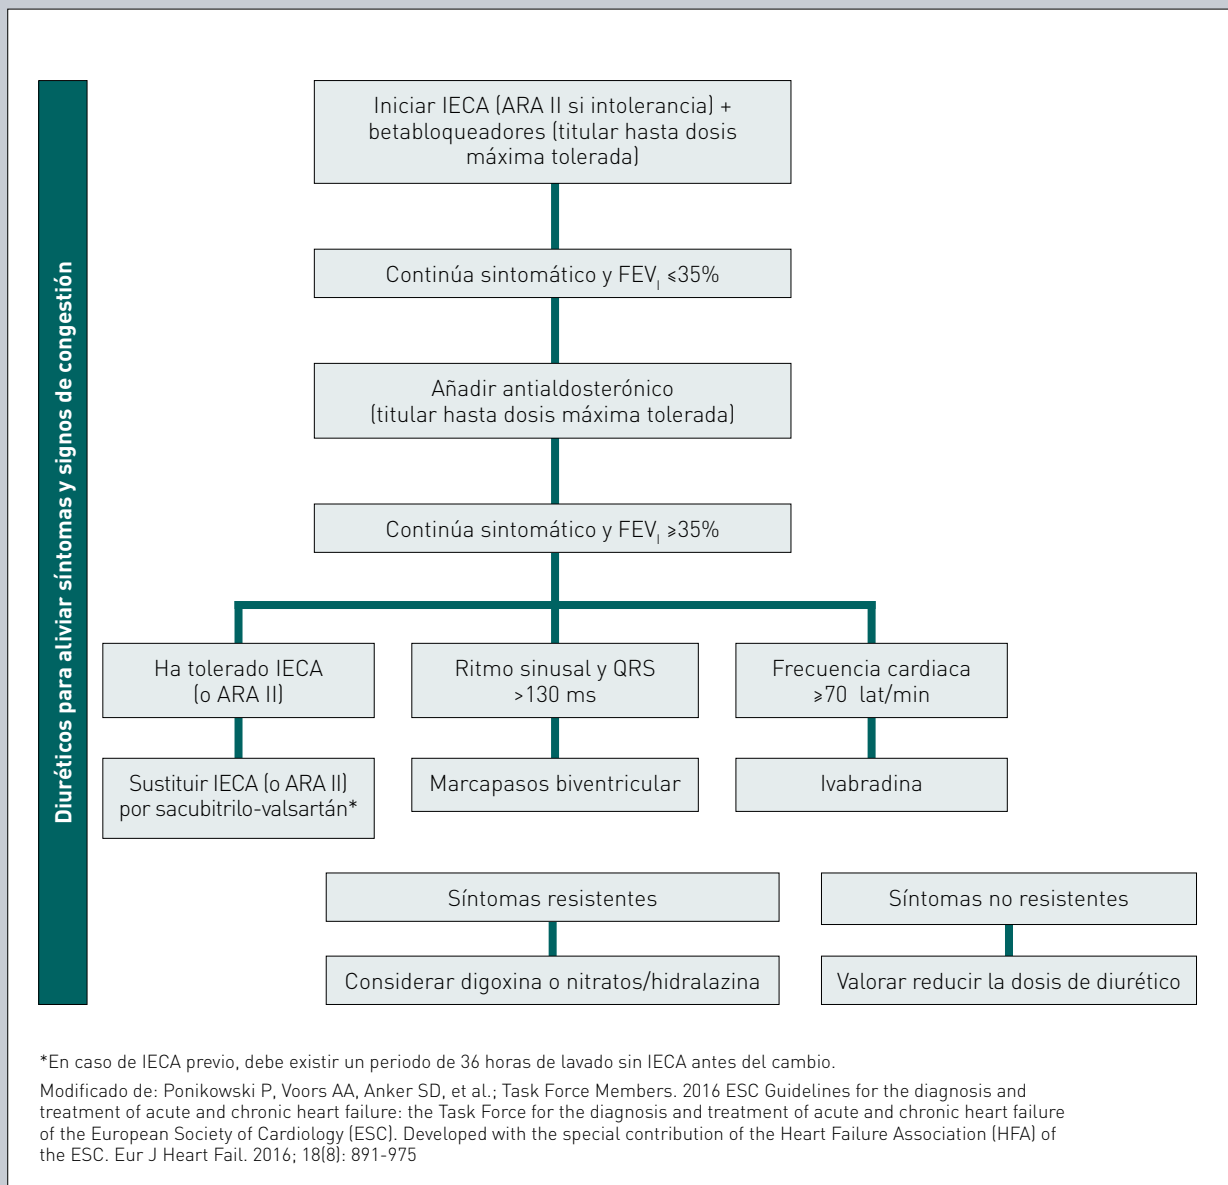 Diuréticos para aliviar síntomas y signos de congestión
Iniciar IECA (ARA II si intolerancia) +
betabloqueadores (titular hasta dosis
máxima tolerada)
Continúa sintomático y FEVI ≤35%
Añadir antialdosterónico
(titular hasta dosis máxima tolerada)
Continúa sintomático y FEVI ≥35%
Ha tolerado IECA
(o ARA II)
Ritmo sinusal y QRS
>130 ms
Frecuencia cardiaca
≥70 lat/min
Sustituir IECA (o ARA II)
por sacubitrilo-valsartán*
Marcapasos biventricular
Ivabradina
Síntomas resistentes
Síntomas no resistentes
Considerar digoxina o nitratos/hidralazina
Valorar reducir la dosis de diurético
*En caso de IECA previo, debe existir un periodo de 36 horas de lavado sin IECA antes del cambio.
Modificado de: Ponikowski P, Voors AA, Anker SD, et al.; Task Force Members. 2016 ESC Guidelines for the diagnosis and
treatment of acute and chronic heart failure: the Task Force for the diagnosis and treatment of acute and chronic heart failure
of the European Society of Cardiology (ESC). Developed with the special contribution of the Heart Failure Association (HFA) of
the ESC. Eur J Heart Fail. 2016; 18(8): 891-975